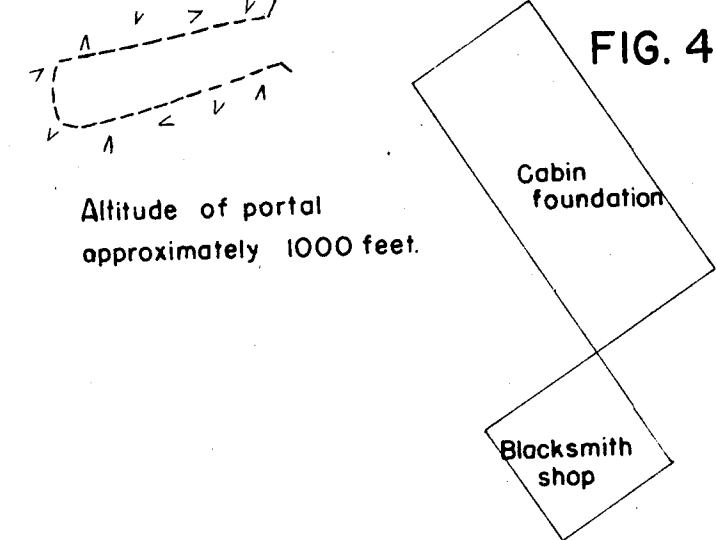 FIG. 4
Cabin
foundation
Altitude of portal
approximately 1000 feet.
Blacksmith
shop